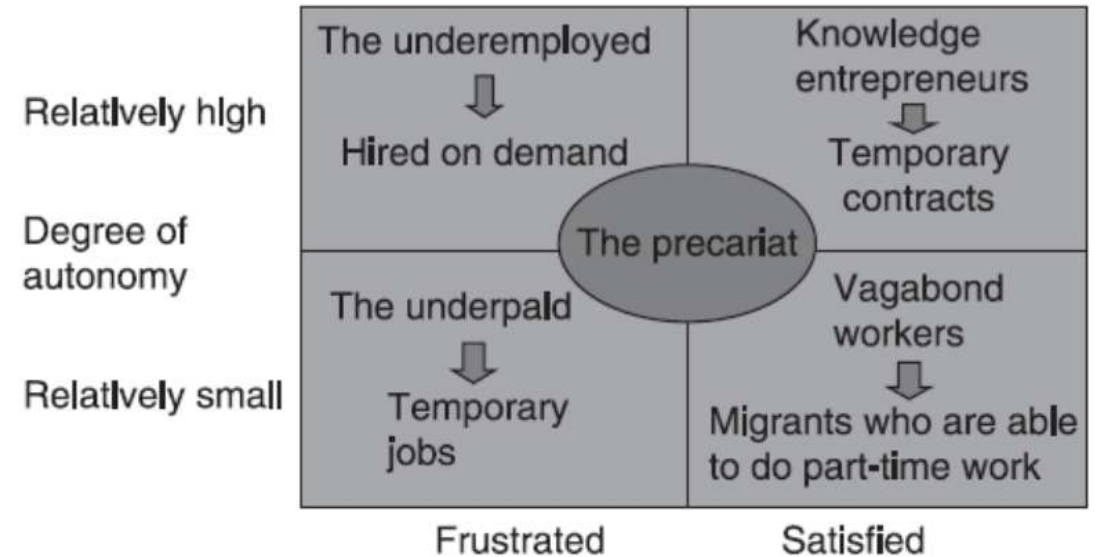 The underemployed
Hired on demand
Knowledge
entrepreneurs
Temporary
contracts
Relatively high
Degree of
autonomy
Relatively small
The precariat
The underpaid
Temporary
jobs
Vagabond
workers
Migrants who are able
to do part-time work
Frustrated
Satisfied